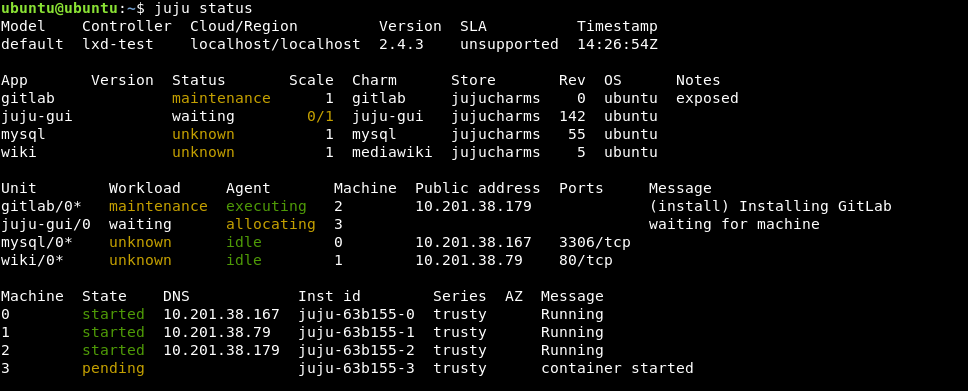 ubuntu@ubuntu:~$ juju status
Model    Controller  Cloud/Region         Version  SLA          Timestamp
default  lxd-test    localhost/localhost  2.4.3    unsupported  14:26:54Z

App       Version  Status       Scale  Charm      Store       Rev  OS      Notes
gitlab             maintenance      1  gitlab     jujucharms    0  ubuntu  exposed
juju-gui           waiting        0/1  juju-gui   jujucharms  142  ubuntu
mysql              unknown          1  mysql      jujucharms   55  ubuntu
wiki               unknown          1  mediawiki  jujucharms    5  ubuntu

Unit        Workload     Agent       Machine  Public address  Ports     Message
gitlab/0*   maintenance  executing   2        10.201.38.179             (install) Installing GitLab
juju-gui/0  waiting      allocating  3                                  waiting for machine
mysql/0*    unknown      idle        0        10.201.38.167   3306/tcp
wiki/0*     unknown      idle        1        10.201.38.79    80/tcp

Machine  State    DNS            Inst id        Series  AZ  Message
0        started  10.201.38.167  juju-63b155-0  trusty      Running
1        started  10.201.38.79   juju-63b155-1  trusty      Running
2        started  10.201.38.179  juju-63b155-2  trusty      Running
3        pending                 juju-63b155-3  trusty      container started